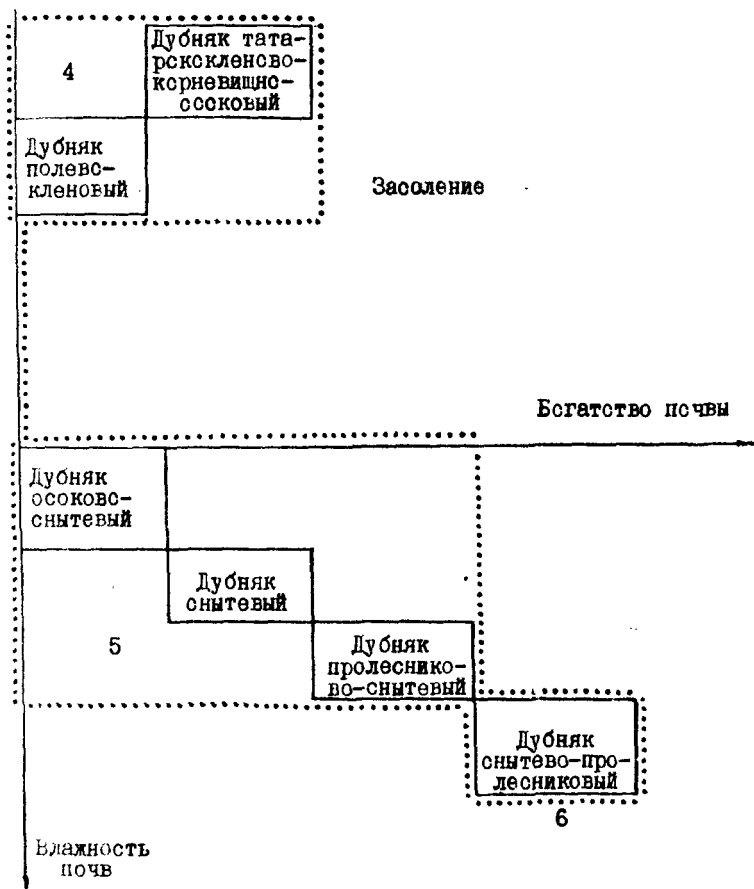 4
Дубняк тата-
рскокленово-
корневищно-
осоковый
Дубняк
полево-
кленовый
Засоление
Богатство почвы
Дубняк
осоково-
снытевый
Дубняк
снытевый
5
Дубняк
пролеснико-
во-снытевый
Дубняк
снытево-про-
лесниковый
6
Влажность
почв